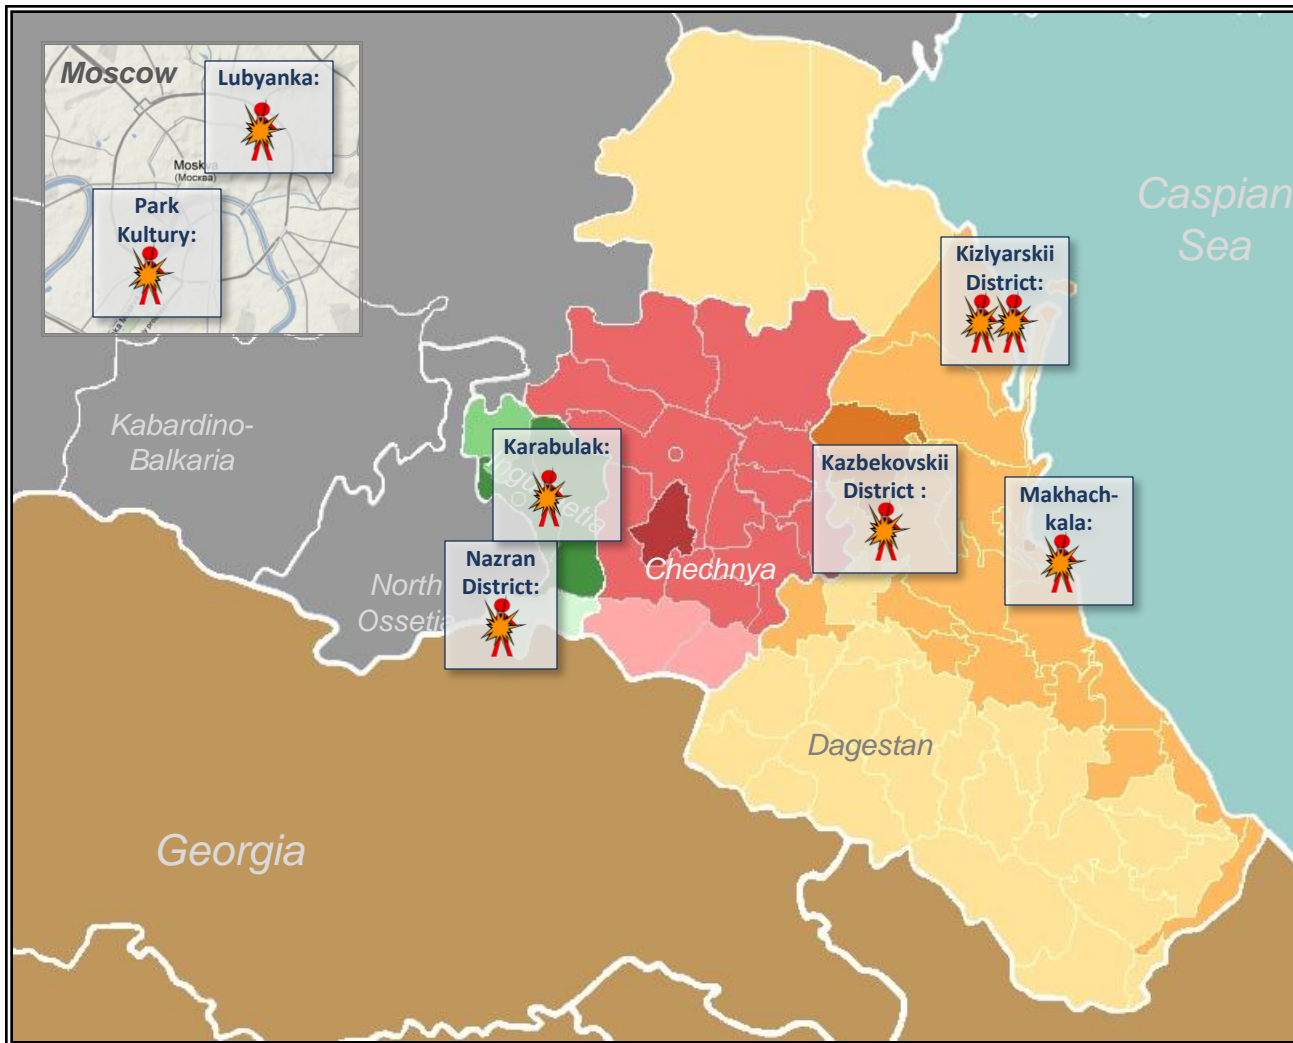 Moscow
Lubyanka:
Moskva
(Москва)
Park
Kultury:
Caspian
Sea
Kizlyarskii
District:
Kabardino-
Balkaria
Karabulak:
Kazbekovskii
District :
Makhach-
kala:
Ingushetia
Nazran
District:
Chechnya
North
Ossetia
Dagestan
Georgia